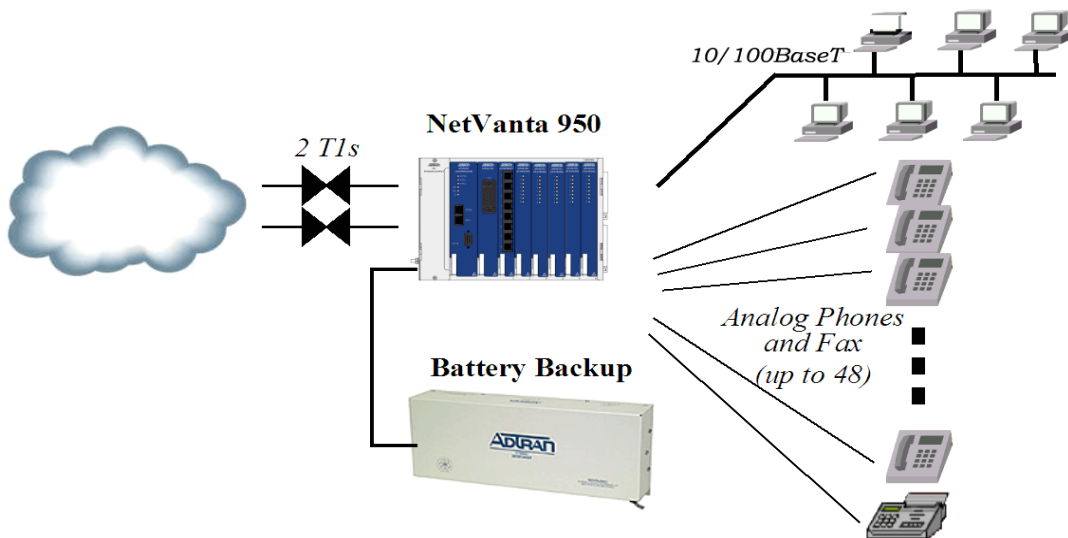 10/100BaseT
NetVanta 950
2 T1s
Analog Phones
and Fax
(up to 48)
Battery Backup
ADTRAN